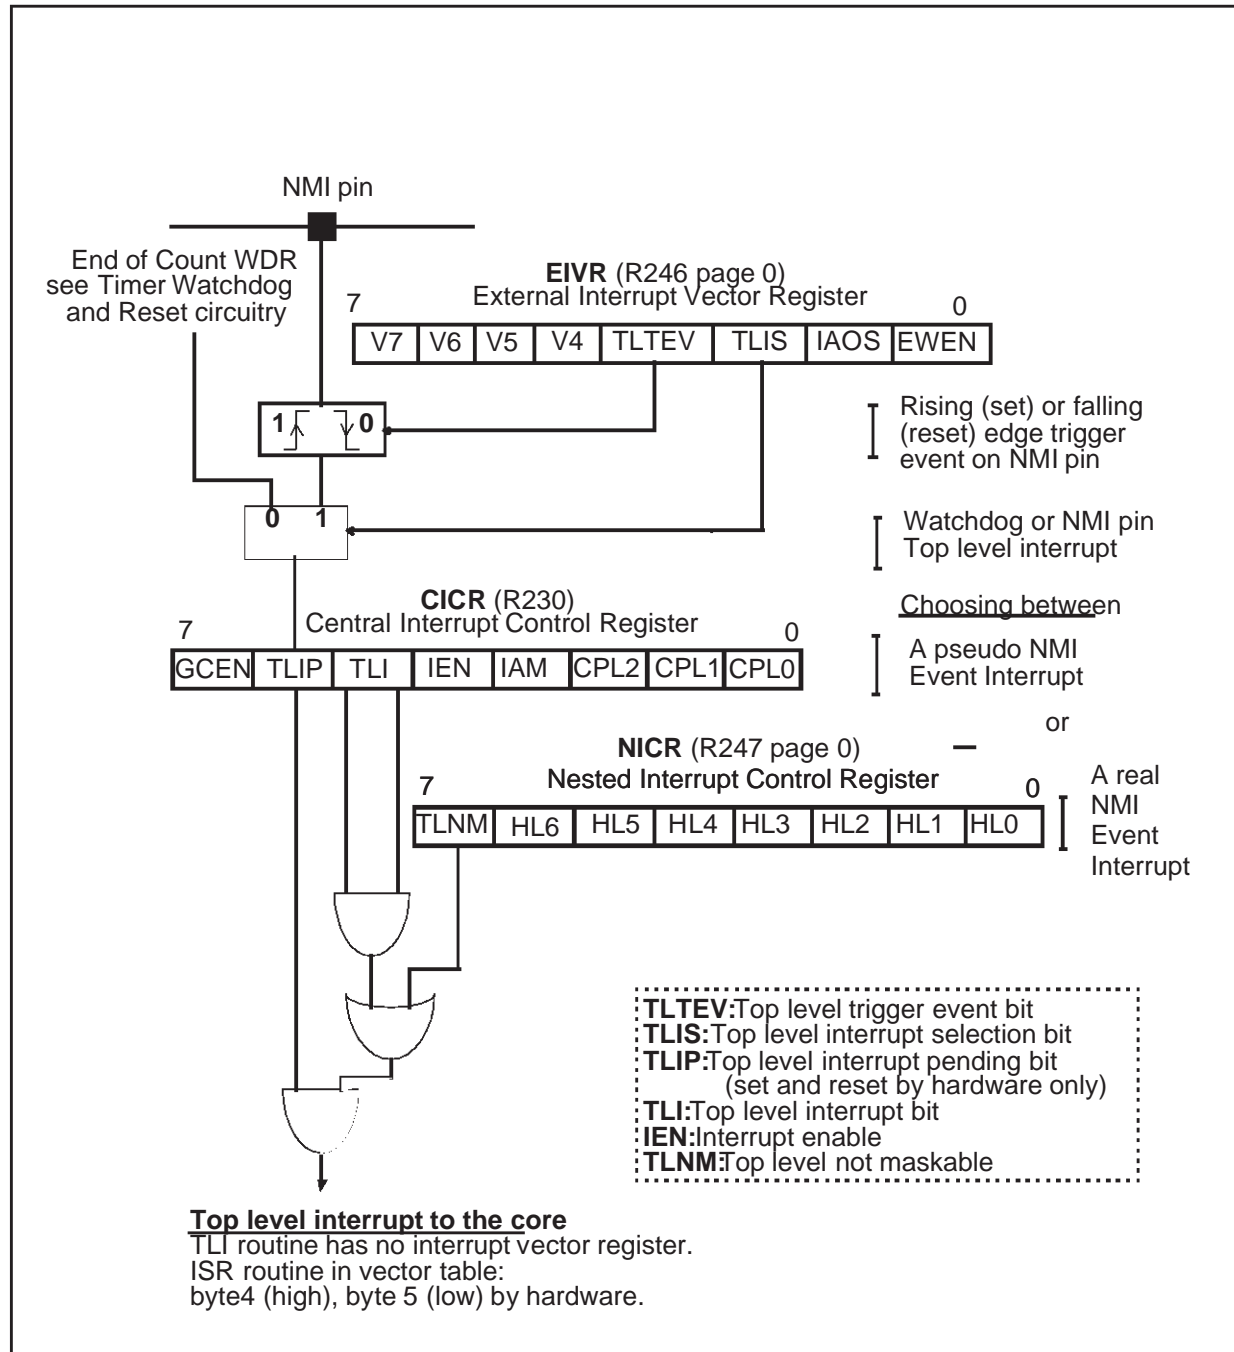 NMI pin
End of Count WDR
see Timer Watchdog
and Reset circuitry
EIVR (R246 page 0)
External Interrupt Vector Register
7 0
V7 V6 V5 V4 TLTEV TLIS IAOS EWEN
1 0
Rising (set) or falling
(reset) edge trigger
event on NMI pin
0 1
Watchdog or NMI pin
Top level interrupt
CICR (R230)
Central Interrupt Control Register
7 0
GCEN TLIP TLI IEN IAM CPL2 CPL1 CPL0
Choosing between
A pseudo NMI
Event Interrupt
or
NICR (R247 page 0)
Nested Interrupt Control Register
7 0
TLNM HL6 HL5 HL4 HL3 HL2 HL1 HL0
A real
NMI
Event
Interrupt
TLTEV:Top level trigger event bit
TLIS:Top level interrupt selection bit
TLIP:Top level interrupt pending bit
(set and reset by hardware only)
TLI:Top level interrupt bit
IEN:Interrupt enable
TLNM:Top level not maskable
Top level interrupt to the core
TLI routine has no interrupt vector register.
ISR routine in vector table:
byte4 (high), byte 5 (low) by hardware.